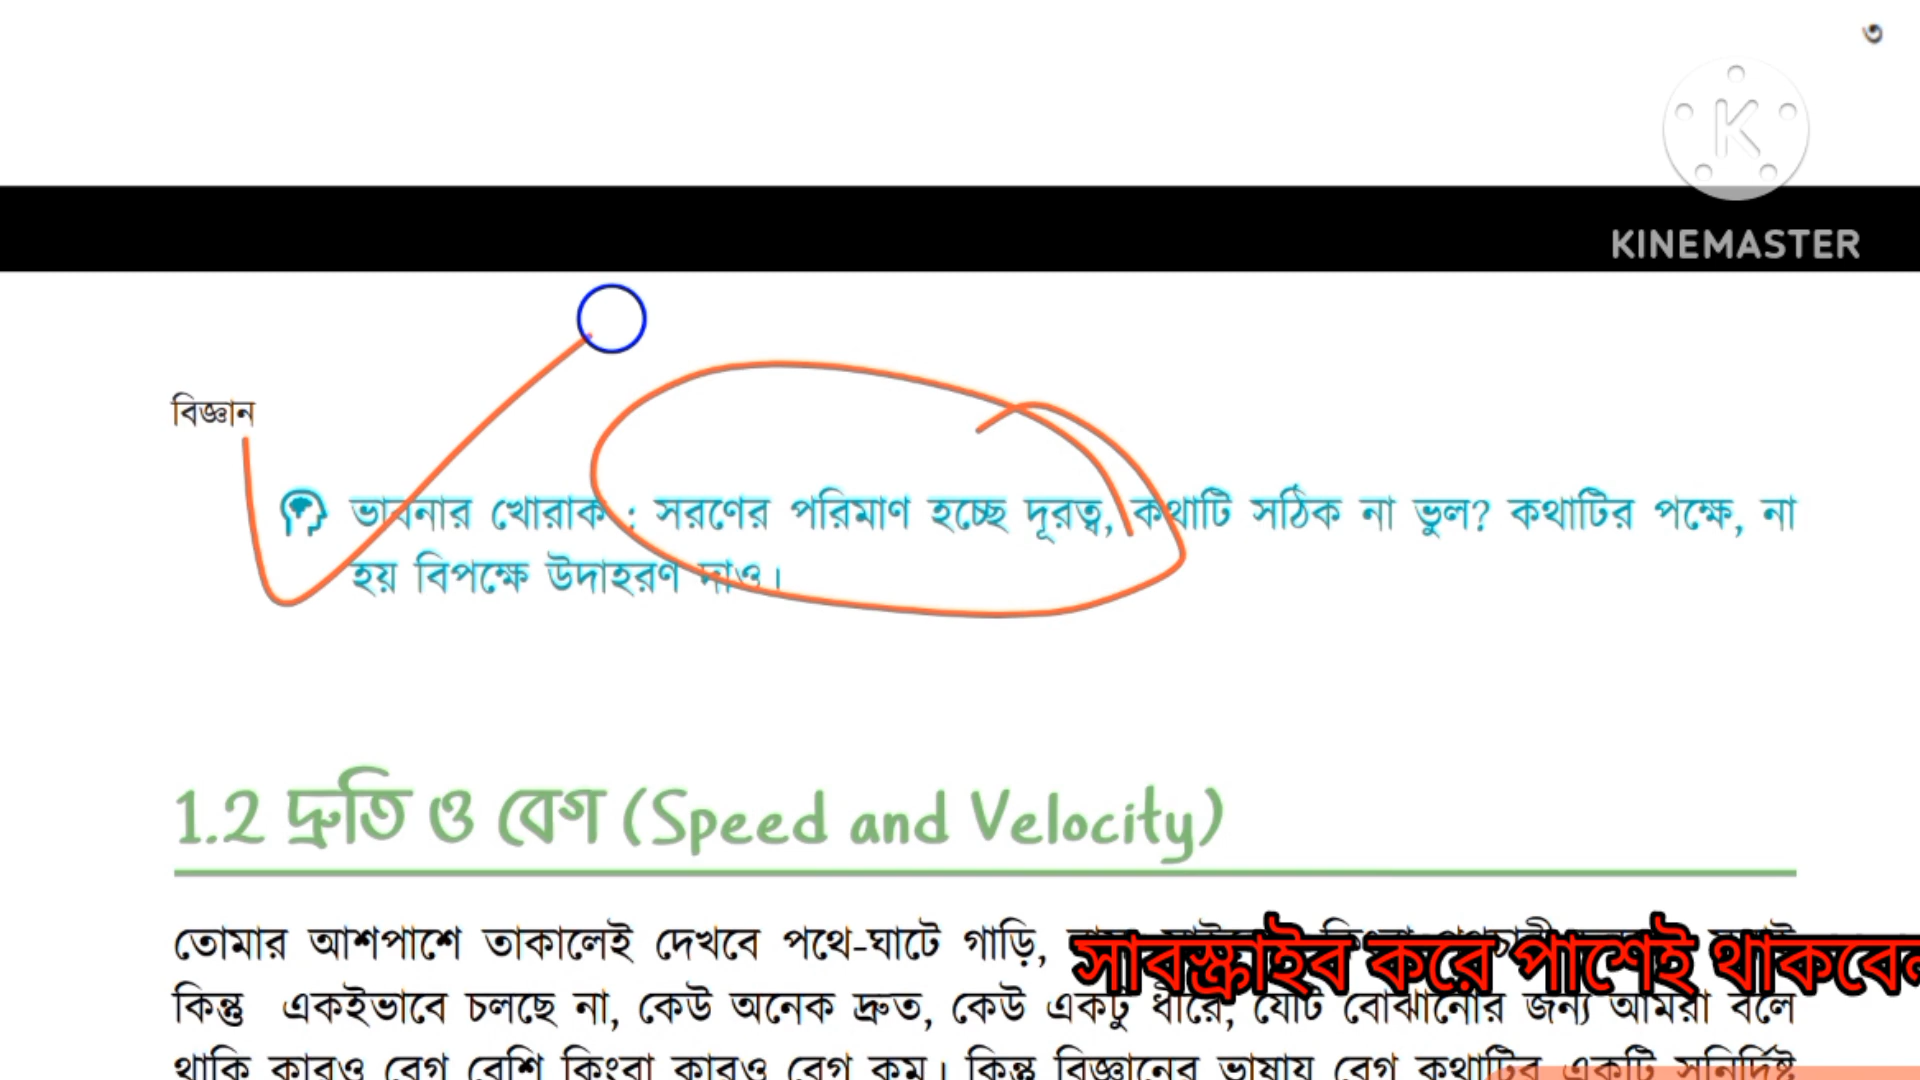 ৩
KINEMASTER
বিজ্ঞান
ভাবনার খোরাক : সরণের পরিমাণ হচ্ছে দূরত্ব, কথাটি সঠিক না ভুল? কথাটির পক্ষে, না
হয় বিপক্ষে উদাহরণ দাও।
1.2 দ্রুতি ও বেগ (Speed and Velocity)
তোমার আশপাশে তাকালেই দেখবে পথে-ঘাটে গাড়ি,
সাবস্ক্রাইব করে পাশেই থাকবেন
কিন্তু একইভাবে চলছে না, কেউ অনেক দ্রুত, কেউ একটু ধীরে, যেটি বোঝানোর জন্য আমরা বলে
থাকি কারও বেগ বেশি কিংবা কারও বেগ কম। কিন্তু বিজ্ঞানের ভাষায় বেগ কথাটির একটি সুনির্দিষ্ট